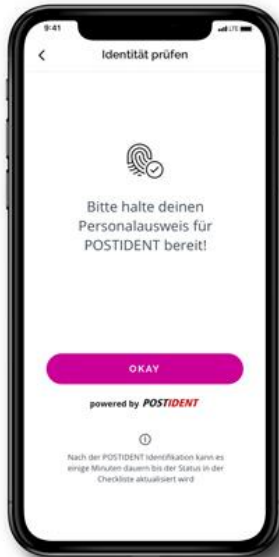 9:41
LTE
Identität prüfen
Bitte halte deinen
Personalausweis für
POSTIDENT bereit!
OKAY
powered by POSTIDENT
Nach der POSTIDENT Identifikation kann es
einige Minuten dauern bis der Status in der
Checkliste aktualisiert wird